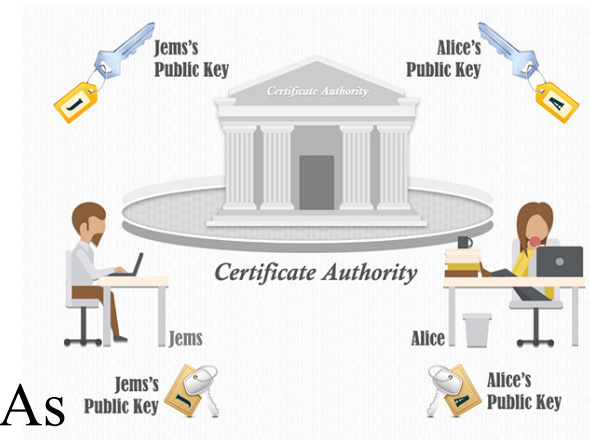 Jems's
Public Key
Alice's
Public Key
Certificate Authority
J
A
Certificate Authority
Jems
Alice
As
Jems's
Public Key
J
A
Alice's
Public Key